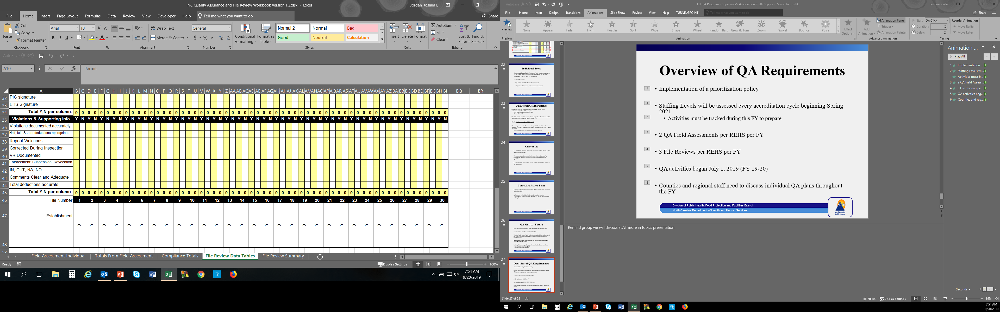 NC Quality Assurance and File Review Workbook Version 1.2.xlsx - Excel
Jordan, Joshua L
File Home Insert Page Layout Formulas Data Review View Developer Help Tell me what you want to do Share
Paste Cut Copy Format Painter Clipboard
Arial 10 B I U Font
Wrap Text Merge & Center Alignment
General $ % , Number
Conditional Formatting Format as Table
Normal 2 Normal Bad
Good Neutral Calculation
Styles
Insert Delete Format Cells
AutoSum Fill Clear Sort & Filter Find & Select Editing
AutoSave Off
A10 fx Permit
A B C D E F G H I J K L M N O P Q R S T U V W X Y Z AA AB AC AD AE AF AG AH AI AJ AK AL AM AN AO AP AQ AR AS AT AU AV AW AX AY AZ BA BB BC BD BE BF BG BH BI BQ BR
32 PIC signature
33 EHS Signature
34 Total Y,N per column: 0 0 0 0 0 0 0 0 0 0 0 0 0 0 0 0 0 0 0 0 0 0 0 0 0 0 0 0 0 0 0 0 0 0 0 0 0 0 0 0 0 0 0 0 0 0 0 0 0 0 0 0 0 0 0 0 0 0 0 0
35 Violations & Supporting Info Y N Y N Y N Y N Y N Y N Y N Y N Y N Y N Y N Y N Y N Y N Y N Y N Y N Y N Y N Y N Y N Y N Y N Y N Y N Y N Y N Y N Y N Y N
36 Violations documented accurately
37 Half, full, & zero deductions appropriate
38 Repeat Violations
39 Corrected During Inspection
40 VR Documented
41 Enforcement: Suspension, Revocation
42 IN, OUT, NA, NO
43 Comments Clear and Adequate
44 Total deductions accurate
45 Total Y,N per column: 0 0 0 0 0 0 0 0 0 0 0 0 0 0 0 0 0 0 0 0 0 0 0 0 0 0 0 0 0 0 0 0 0 0 0 0 0 0 0 0 0 0 0 0 0 0 0 0 0 0 0 0 0 0 0 0 0 0 0 0
46 File Number 1 2 3 4 5 6 7 8 9 10 11 12 13 14 15 16 17 18 19 20 21 22 23 24 25 26 27 28 29 30
47 Establishment
48 0 0 0 0 0 0 0 0 0 0 0 0 0 0 0 0 0 0 0 0 0 0 0 0 0 0 0 0 0 0
52
Field Assessment Individual Totals From Field Assessment Compliance Totals File Review Data Tables File Review Summary
Ready Display Settings 100%
7:54 AM
9/20/2019
AutoSave Off
FLI QA Program - Supervisor's Association 9-20-19.pptx - Saved to this PC
Joshua Jordan
File Home Insert Design Transitions Animations Slide Show Review View Help TURNINGPOINT Tell me what you want to do Share
Preview
None Appear Fade Fly In Float In Split Wipe Shape Wheel Random Bars Grow & Turn Zoom Swivel Bounce Pulse
Effect Options Add Animation
Animation Pane Trigger Animation Painter
Start: On Click Duration: Delay:
Reorder Animation Move Earlier Move Later
Preview Animation Advanced Animation Timing
22 Individual Score
23 File Review Requirements
24 Grievances
25 Corrective Action Plans
26 QA Matrix - Future
27 Overview of QA Requirements
Overview of QA Requirements
1 • Implementation of a prioritization policy
2 • Staffing Levels will be assessed every accreditation cycle beginning Spring
2021
2 • Activities must be tracked during this FY to prepare
3 • 2 QA Field Assessments per REHS per FY
4 • 3 File Reviews per REHS per FY
5 • QA activities began July 1, 2019 (FY 19-20)
6 • Counties and regional staff need to discuss individual QA plans throughout
the FY
Division of Public Health, Food Protection and Facilities Branch
North Carolina Department of Health and Human Services
NCPH
North Carolina
Public Health
Remind group we will discuss SLAT more in topics presentation
Animation ...
Play All
1 Implementation ...
2 Staffing Levels wi...
Activities must b...
3 2 QA Field Assess...
4 3 File Reviews pe...
5 QA activities beg...
6 Counties and reg...
Seconds 0
Slide 27 of 28
Notes Display Settings 93%
7:54 AM
9/20/2019